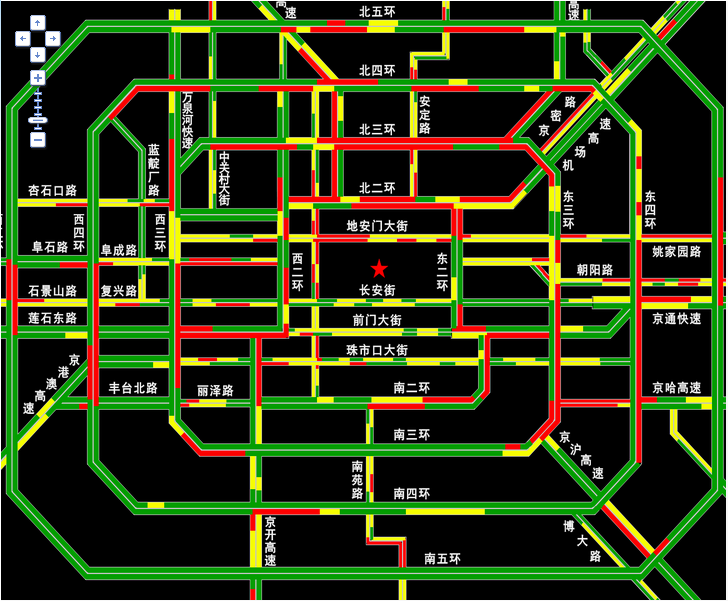 高速
高速
北五环
北四环
万泉河快速
安定路
京密路
机场高速
北三环
蓝靛厂路
中关村大街
杏石口路
北二环
西四环
西三环
东三环
东四环
地安门大街
阜石路
阜成路
西二环
东二环
姚家园路
朝阳路
石景山路
复兴路
长安街
莲石东路
前门大街
京通快速
珠市口大街
京港澳高速
丰台北路
丽泽路
南二环
京哈高速
南三环
京沪高速
南苑路
南四环
京开高速
博大路
南五环